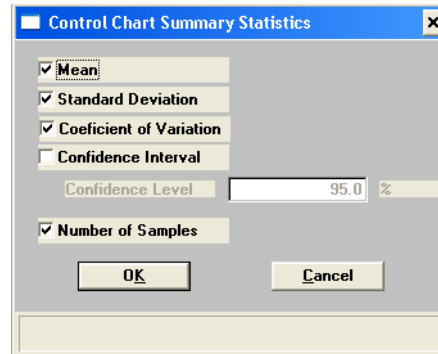 Control Chart Summary Statistics
Mean
Standard Deviation
Coeficient of Variation
Confidence Interval
Confidence Level 95.0 %
Number of Samples
OK Cancel